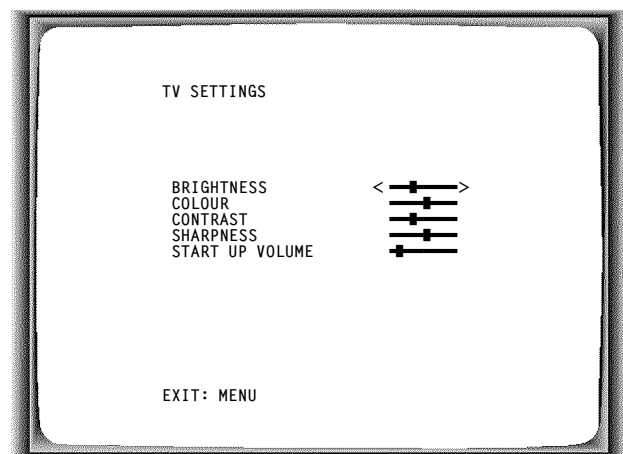 TV SETTINGS
BRIGHTNESS < >
COLOUR
CONTRAST
SHARPNESS
START UP VOLUME
EXIT: MENU